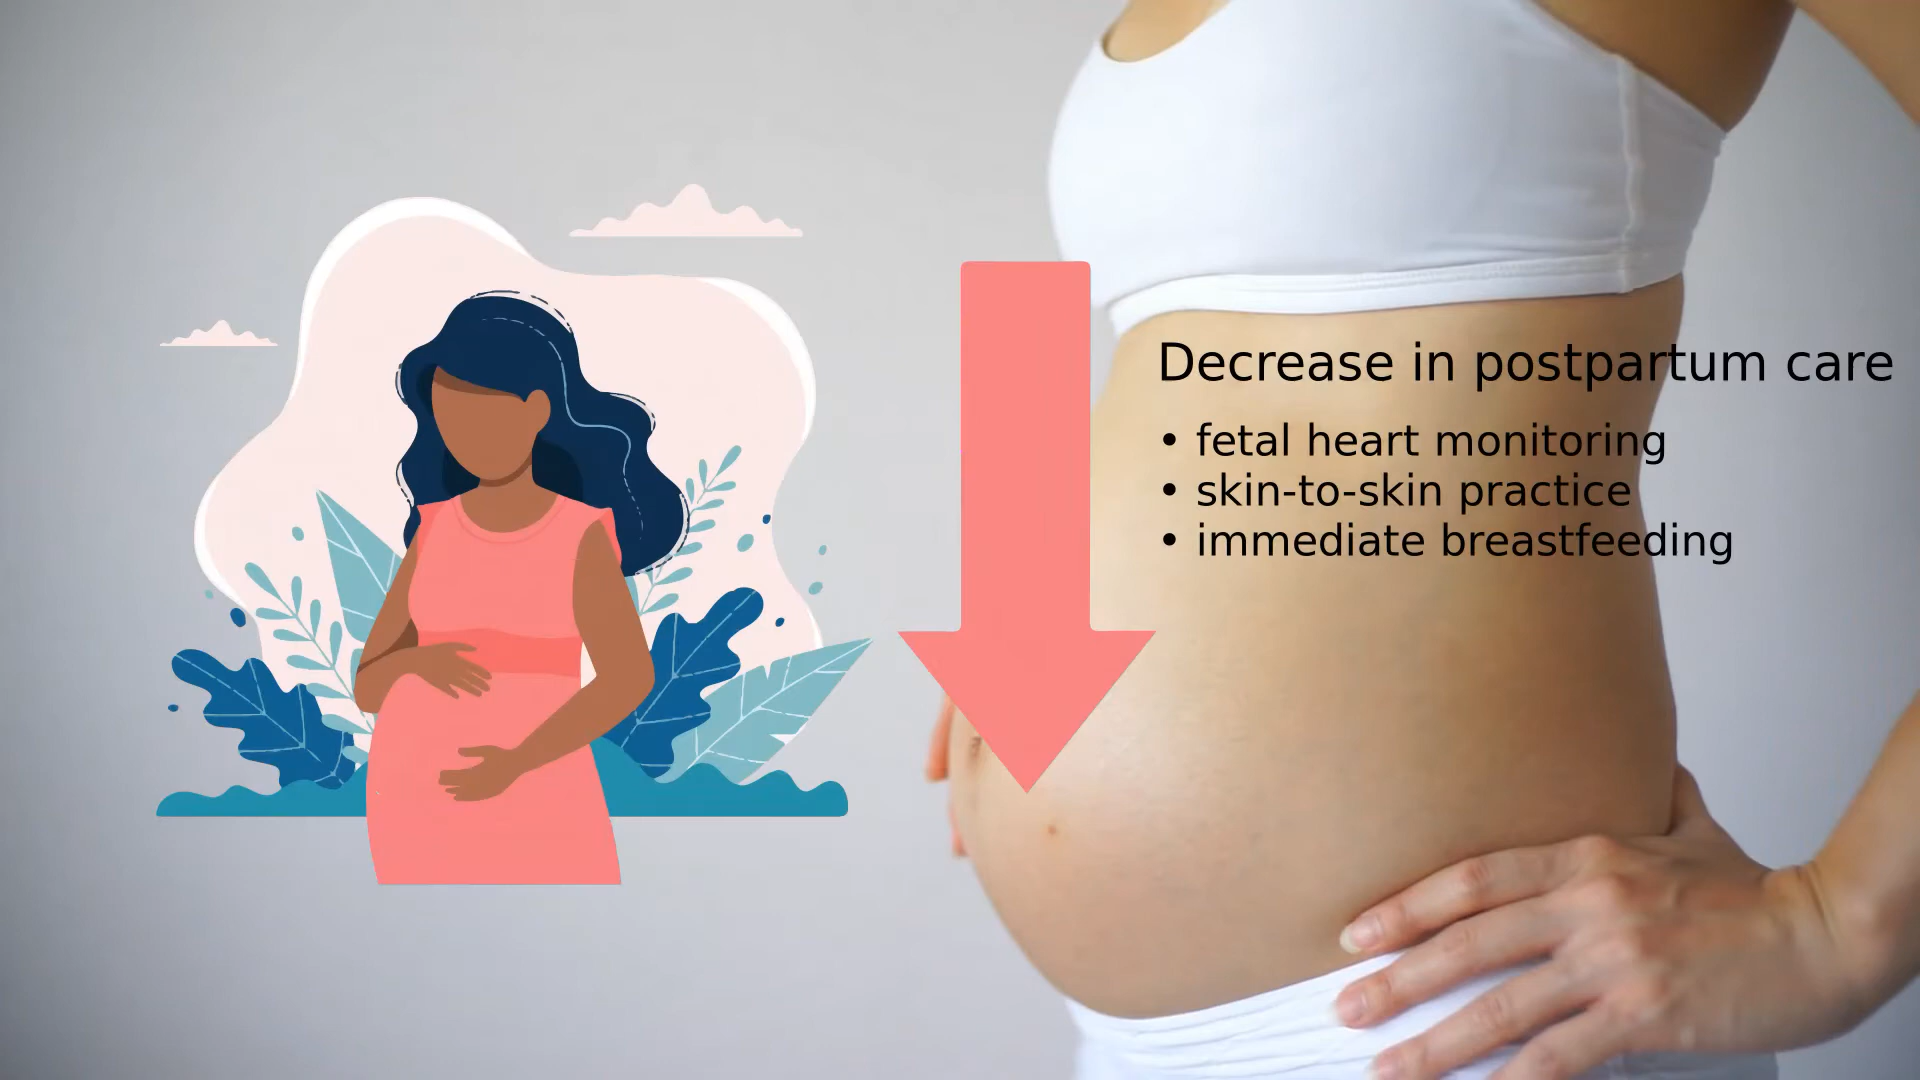 Decrease in postpartum care
• fetal heart monitoring
• skin-to-skin practice
• immediate breastfeeding